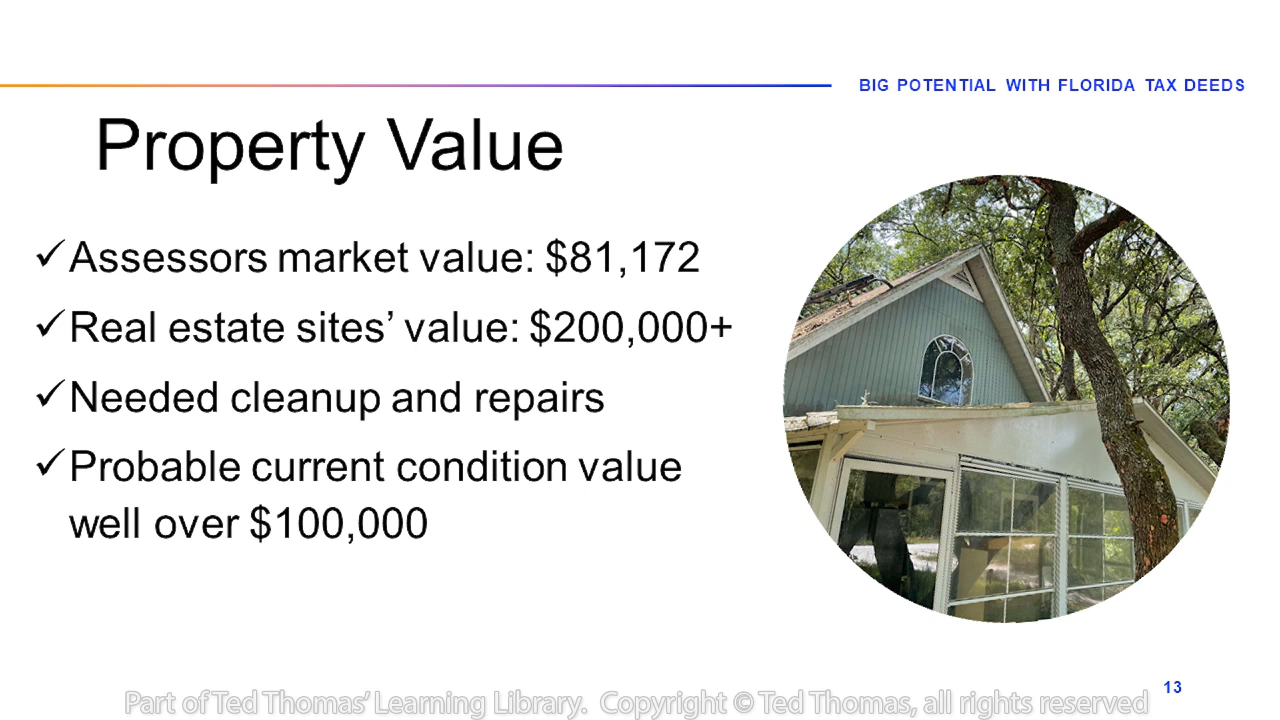 BIG POTENTIAL WITH FLORIDA TAX DEEDS
Property Value
✓Assessors market value: $81,172
✓Real estate sites’ value: $200,000+
✓Needed cleanup and repairs
✓Probable current condition value
well over $100,000
13
Part of Ted Thomas’ Learning Library. Copyright © Ted Thomas, all rights reserved